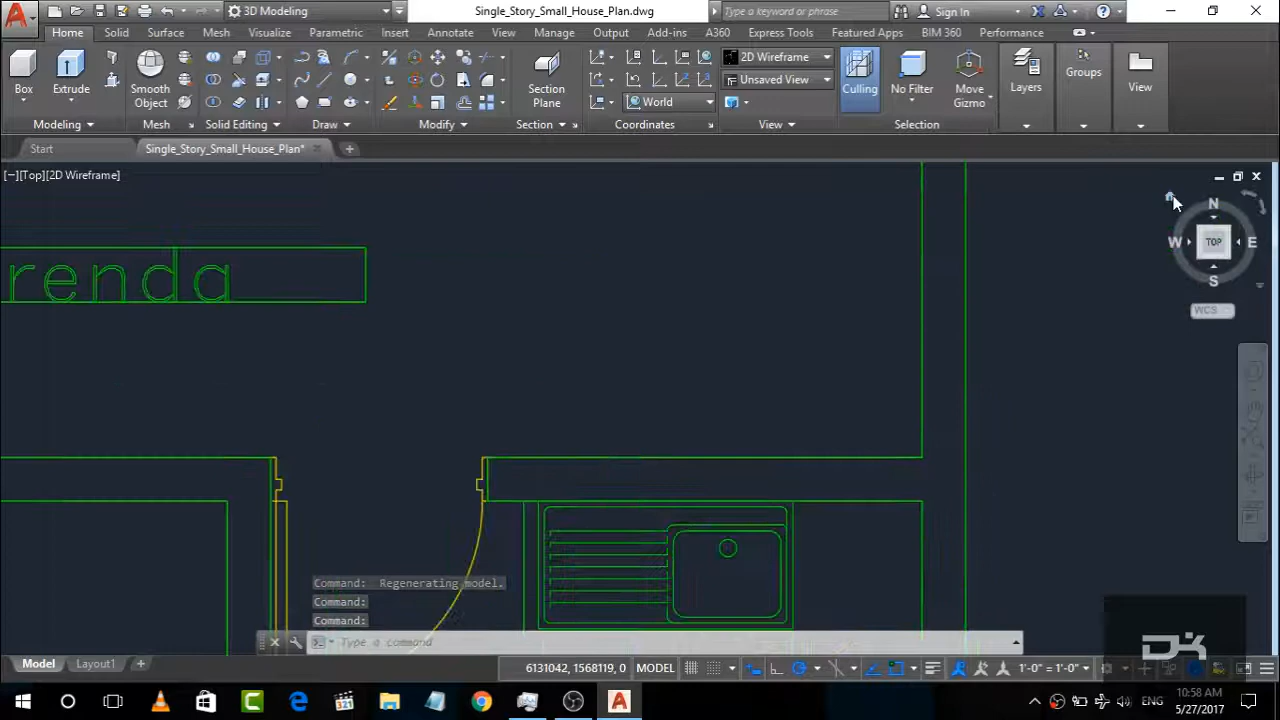 3D Modeling Single_Story_Small_House_Plan.dwg Type a keyword or phrase Sign In
Home Solid Surface Mesh Visualize Parametric Insert Annotate View Manage Output Add-ins A360 Express Tools Featured Apps BIM 360 Performance
Box Extrude Smooth Object Section Plane 2D Wireframe Unsaved View World Culling No Filter Move Gizmo Layers Groups View
Modeling Mesh Solid Editing Draw Modify Section Coordinates View Selection
Start Single_Story_Small_House_Plan*
[−][Top][2D Wireframe]
N
W TOP E
S
WCS
renda
Command: Regenerating model.
Command:
Command:
Type a command
DK
Model Layout1 6131042, 1568119, 0 MODEL 1'-0" = 1'-0"
321 ENG 10:58 AM
5/27/2017